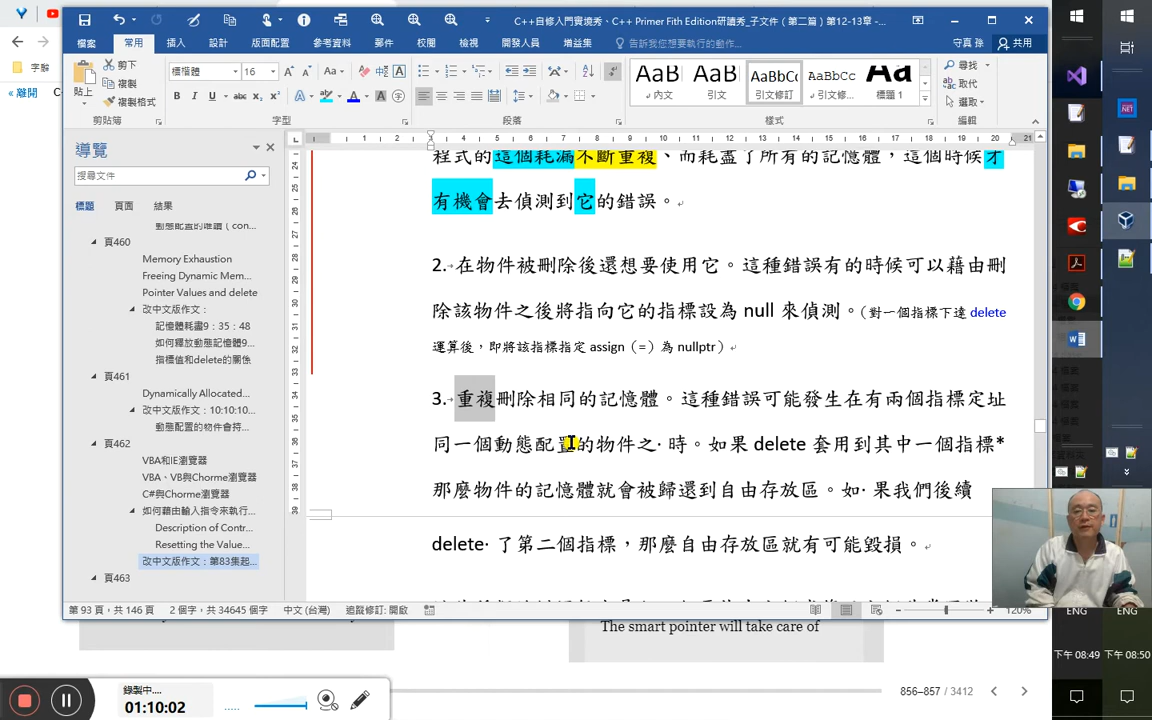 C++自修入門實境秀、C++ Primer Fith Edition研讀秀_子文件（第二篇）第12-13章 -...
檔案 常用 插入 設計 版面配置 參考資料 郵件 校閱 檢視 開發人員 增益集 告訴我您想要執行的動作... 守真 孫 共用
字齡
« 離開
貼上 剪下
複製
複製格式
標楷體 16
AaBb 內文
AaBb 引文
AaBbCc 引文修訂
AaBbCc 引文修...
AaBb 標題 1
尋找
取代
選取
剪貼簿 字型 段落 樣式 編輯
導覽
搜尋文件
標題 頁面 結果
動態配置的唯讀（con...
頁460
Memory Exhaustion
Freeing Dynamic Mem...
Pointer Values and delete
改中文版作文：
記憶體耗盡9：35：48
如何釋放動態記憶體9...
指標值和delete的關係
頁461
Dynamically Allocated...
改中文版作文：10:10:10...
動態配置的物件會持...
頁462
VBA和IE瀏覽器
VBA、VB與Chorme瀏覽器
C#與Chorme瀏覽器
如何藉由輸入指令來執行...
Description of Contr...
Resetting the Value...
改中文版作文：第83集起...
頁463
程式的這個耗漏不斷重複、而耗盡了所有的記憶體，這個時候才
有機會去偵測到它的錯誤。
2. 在物件被刪除後還想要使用它。這種錯誤有的時候可以藉由刪
除該物件之後將指向它的指標設為 null 來偵測。（對一個指標下達 delete
運算後，即將該指標指定 assign（=）為 nullptr）
3. 重複刪除相同的記憶體。這種錯誤可能發生在有兩個指標定址
同一個動態配置的物件之· 時。如果 delete 套用到其中一個指標*
那麼物件的記憶體就會被歸還到自由存放區。如· 果我們後續
delete· 了第二個指標，那麼自由存放區就有可能毀損。
第 93 頁，共 146 頁 2 個字，共 34645 個字 中文 (台灣) 追蹤修訂: 開啟 120%
The smart pointer will take care of
856–857 / 3412
錄製中....
01:10:02
ENG ENG
下午 08:49 下午 08:50